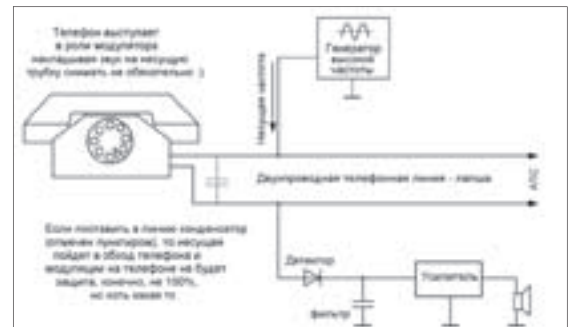 Телефон выступает
в роли модулятора
накладывая звук на несущую
трубку снимать не обязательно :)
Генератор
высокой
частоты
Несущая частота
Двухпроводная телефонная линия - лапша
АТС
Если поставить в линию конденсатор
(отмечен пунктиром), то несущая
пойдет в обход телефона и
модуляции на телефоне не будет
защита, конечно, не 100%,
но хоть какая то
Детектор
Усилитель
фильтр